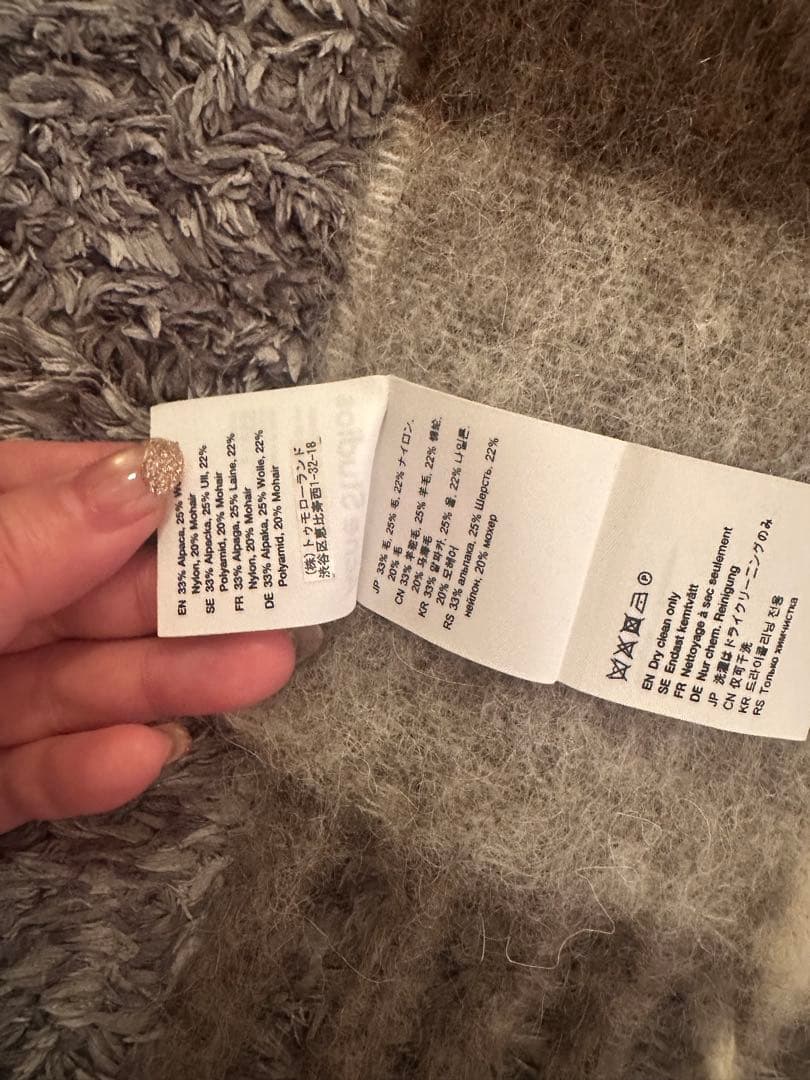 EN 33% Alpaca, 25%
Nylon, 20% Mohair
SE 33% Alpacka, 25% Ull, 22%
Polyamid, 20% Mohair
FR 33% Alpaga, 25% Laine, 22%
Nylon, 20% Mohair
DE 33% Alpaka, 25% Wolle, 22%
Polyamid, 20% Mohair
(株)トゥモローランド
渋谷区恵比寿西1-32-18
JP 33% 毛, 25% 毛, 22% ナイロン,
20% 毛
CN 33% 羊驼毛, 25% 羊毛, 22% 锦纶,
20% 马海毛
KR 33% 알파카, 25% 울, 22% 나일론,
20% 모헤어
RS 33% альпаха, 25% Шерсть, 22%
нейлон, 20% мохер
EN Dry clean only
SE Endast kemtvätt
FR Nettoyage à sec seulement
DE Nur chem. Reinigung
JP 洗濯はドライクリーニングのみ
CN 仅可干洗
KR 드라이클리닝 전용
RS Только химчистка